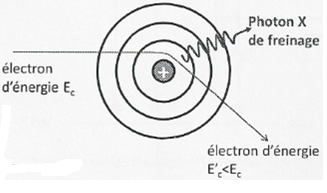 Photon X
de freinage
électron
d'énergie Ec
+
électron d'énergie
E'c<Ec